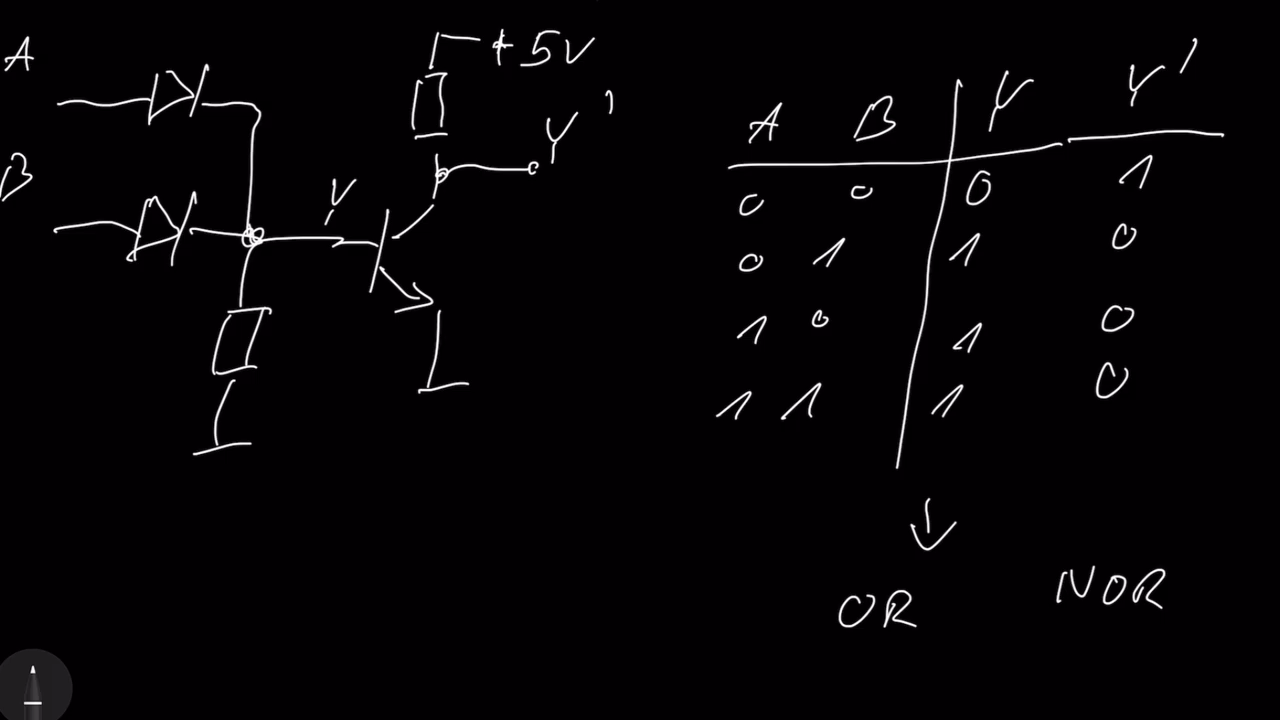 A
B
+5V
Y'
Y
A B Y Y'
0 0 0 1
0 1 1 0
1 0 1 0
1 1 1 0
OR NOR